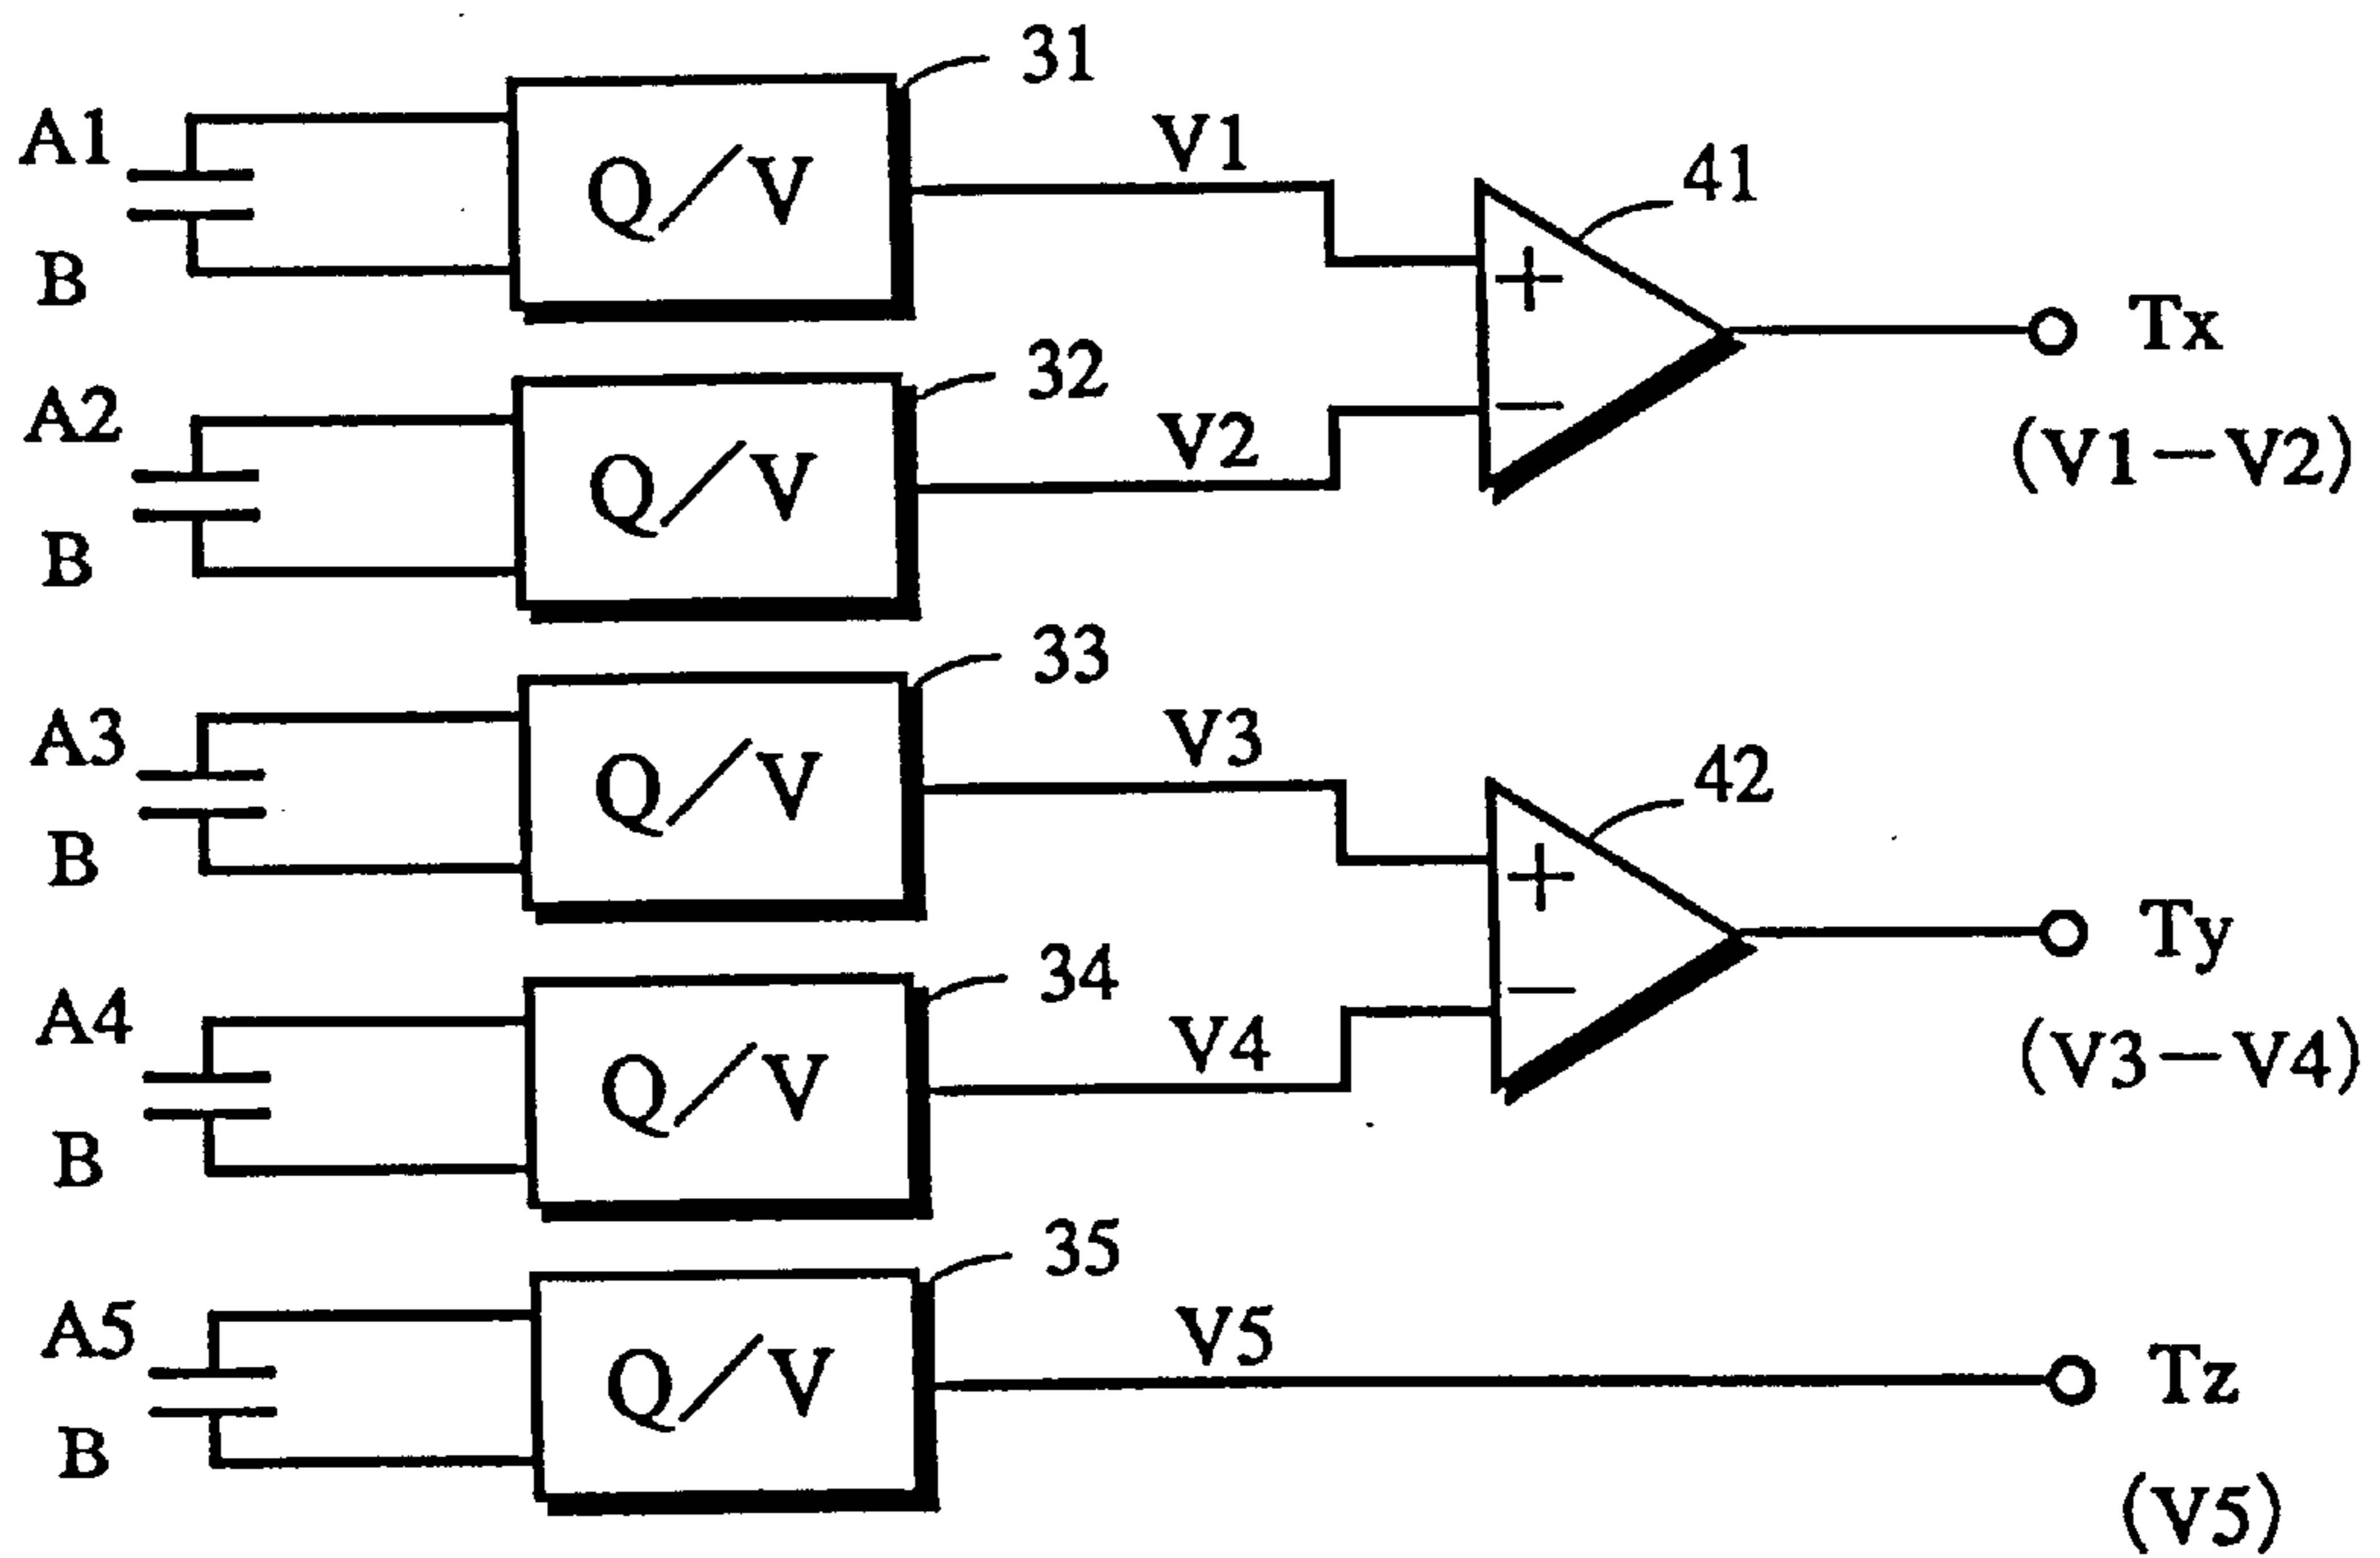 31
A1
Q/V
V1
41
B
+
Tx
32
A2
V2
−
(V1−V2)
Q/V
B
33
A3
V3
42
Q/V
B
+
Ty
34
A4
V4
−
(V3−V4)
Q/V
B
35
A5
V5
Q/V
Tz
B
(V5)